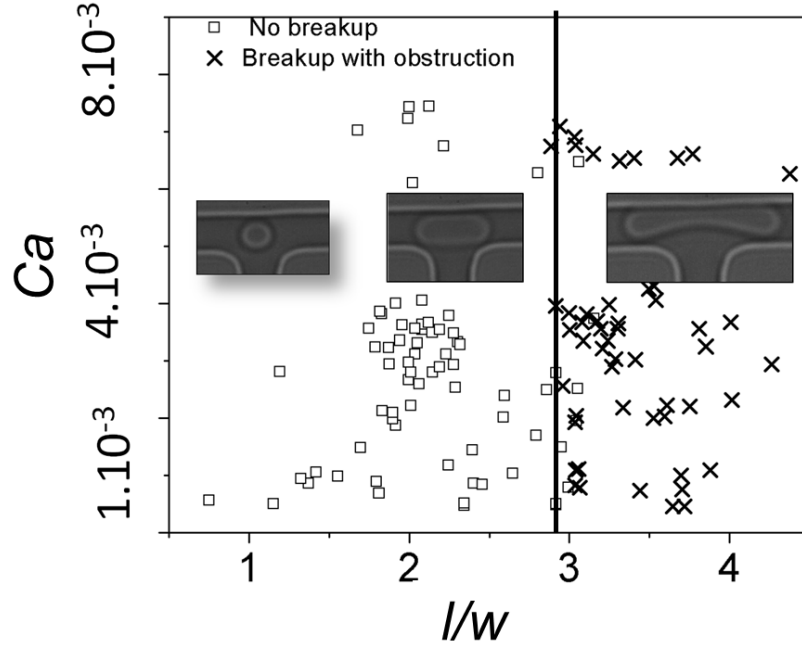 □ No breakup
× Breakup with obstruction
8.10⁻³
4.10⁻³
1.10⁻³
Ca
1 2 3 4
l/w